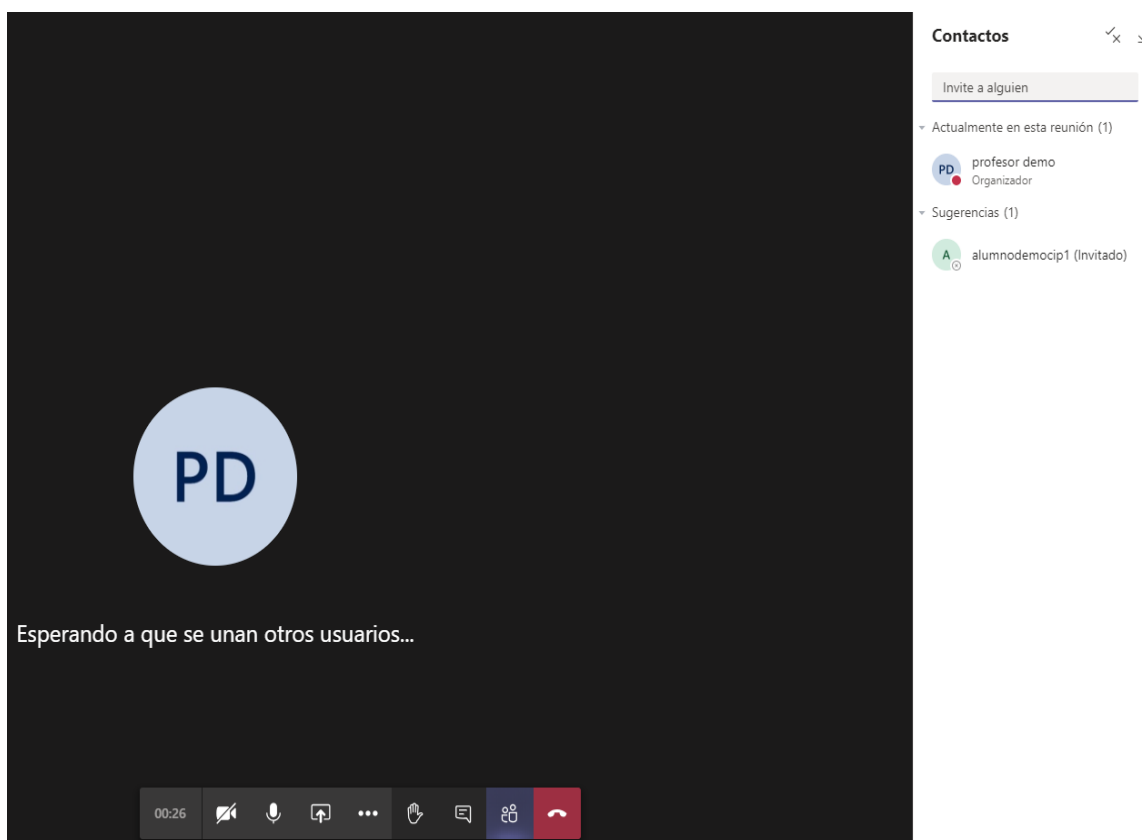 Contactos
Invite a alguien
Actualmente en esta reunión (1)
PD
profesor demo
Organizador
Sugerencias (1)
A
alumnodemocip1 (Invitado)
PD
Esperando a que se unan otros usuarios...
00:26